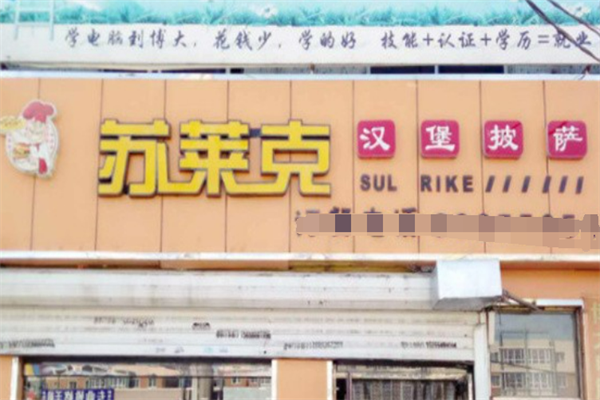 学电脑到博大，花钱少，学的好 技能+认证+学历=就业
苏莱克 汉堡披萨
SUL RIKE //////